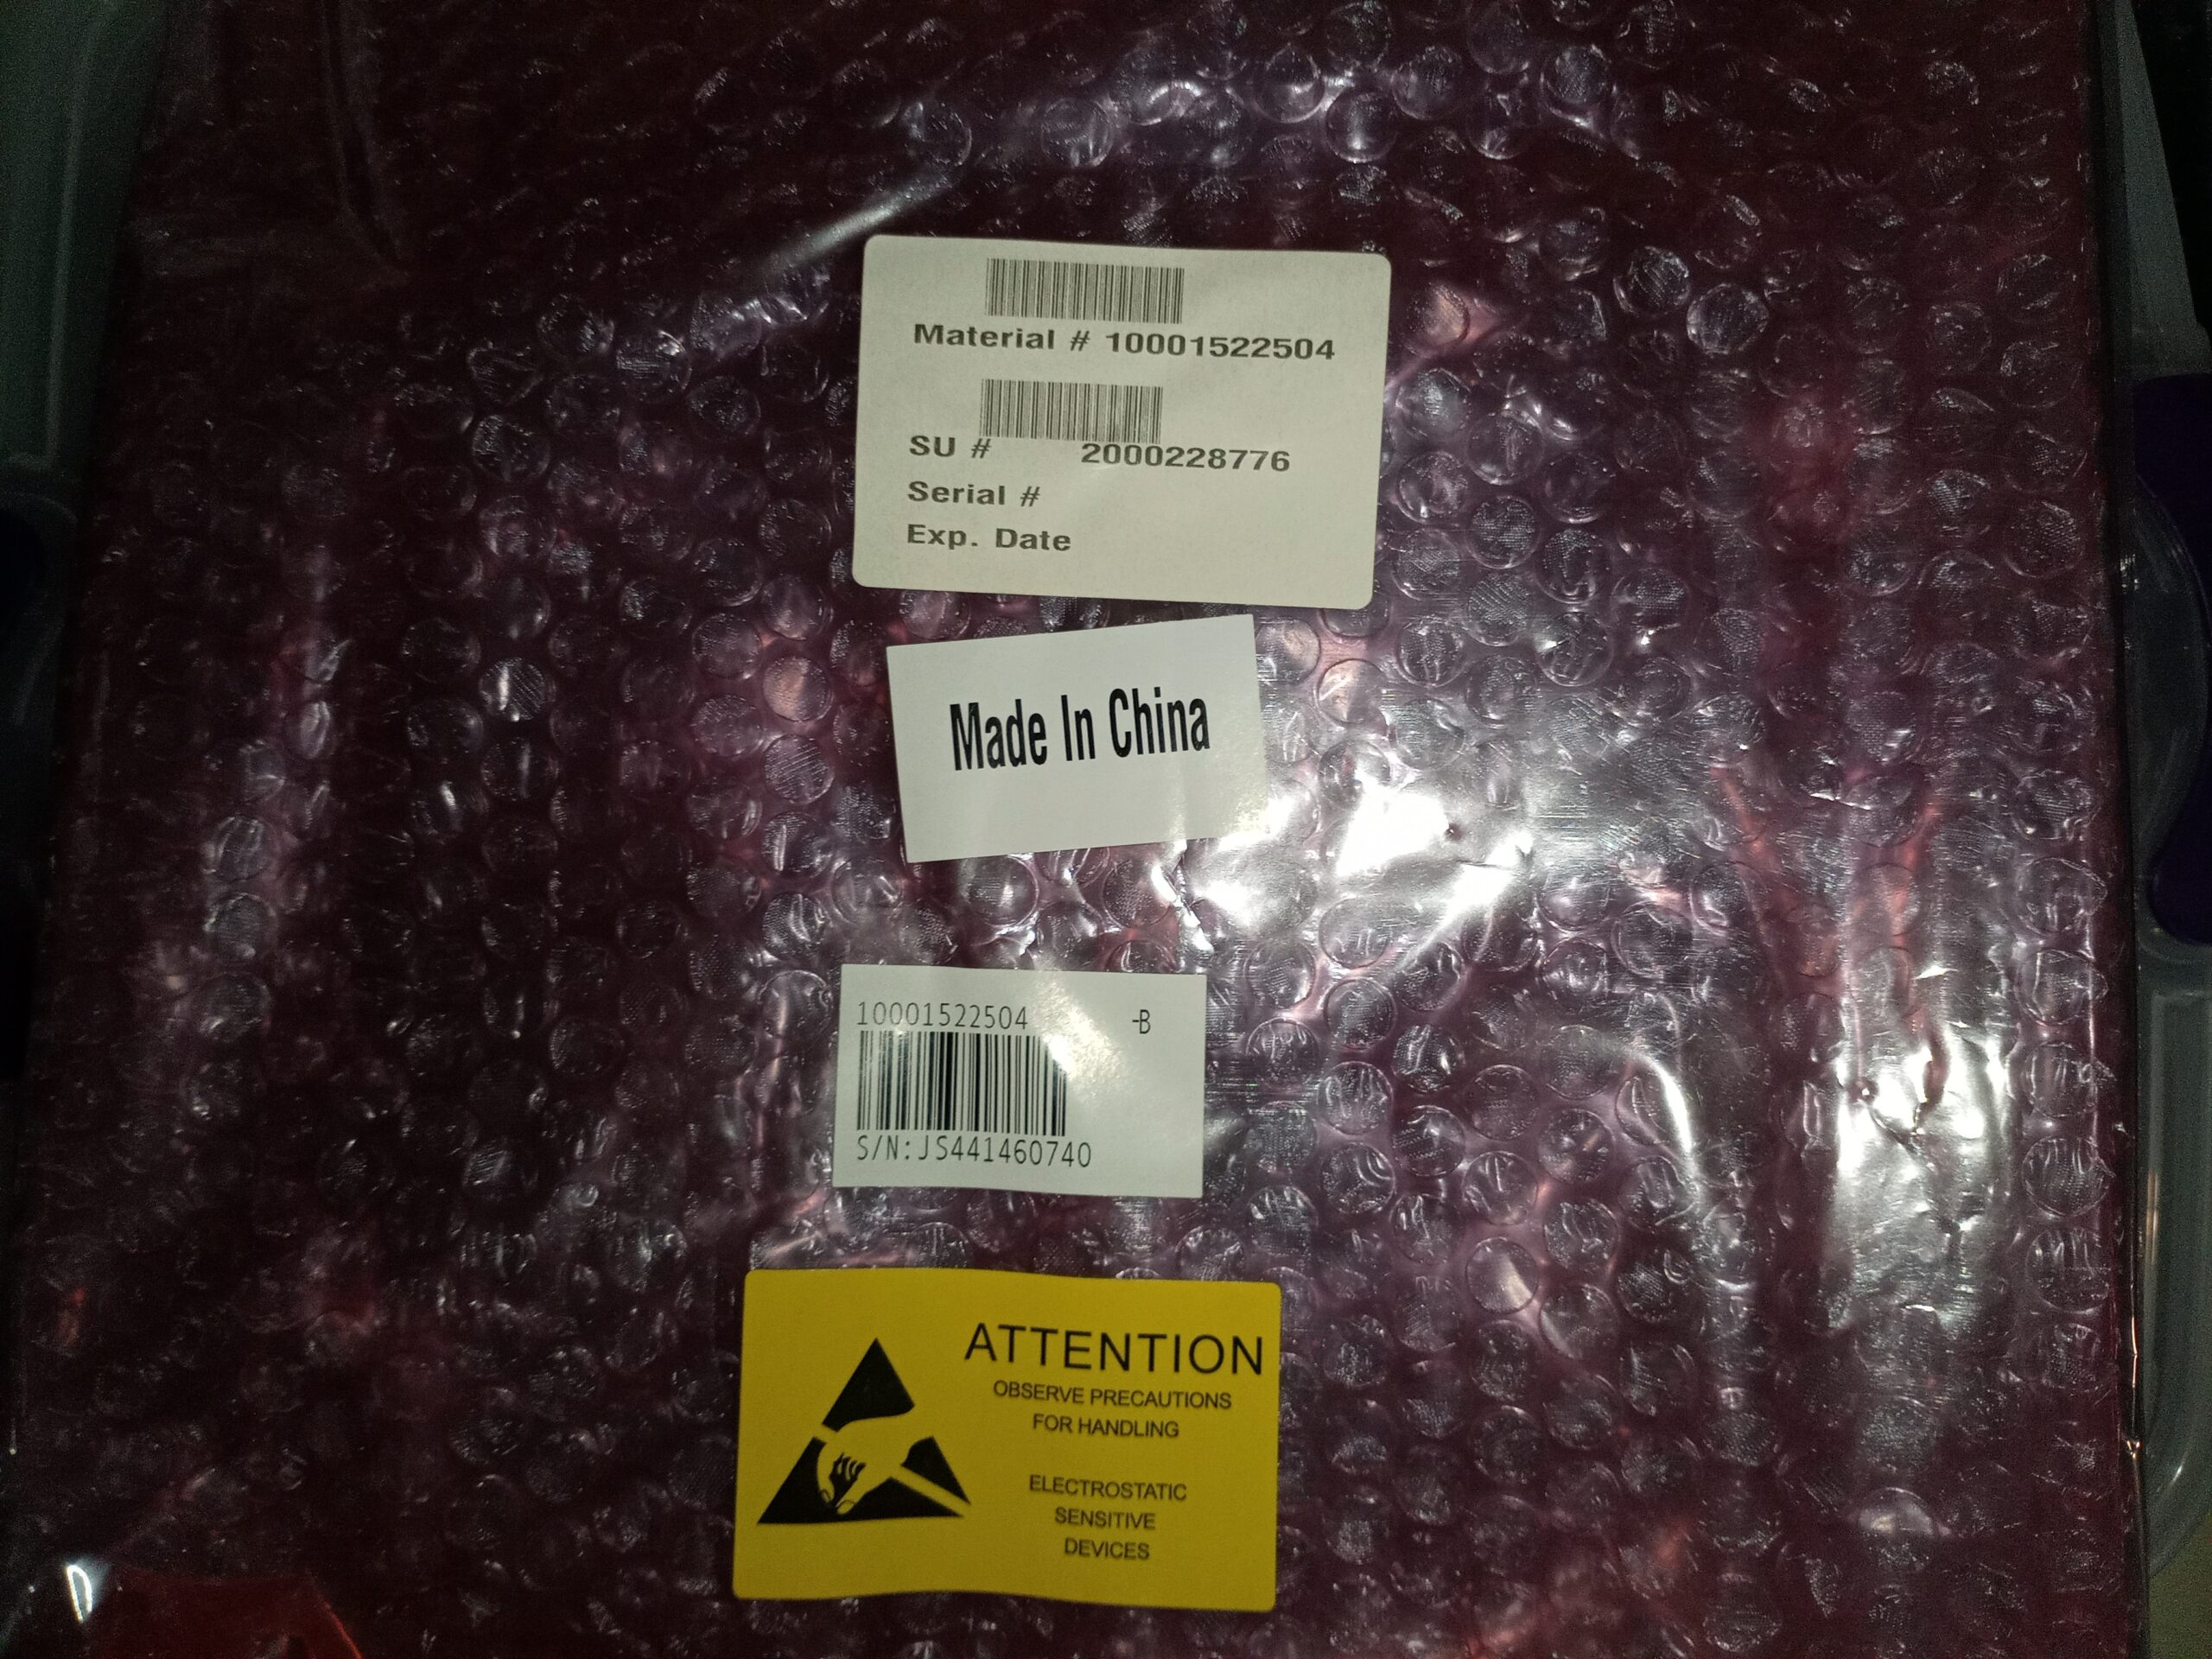 Material # 10001522504
SU # 2000228776
Serial #
Exp. Date
Made In China
10001522504 -B
S/N:JS441460740
ATTENTION
OBSERVE PRECAUTIONS
FOR HANDLING
ELECTROSTATIC
SENSITIVE
DEVICES